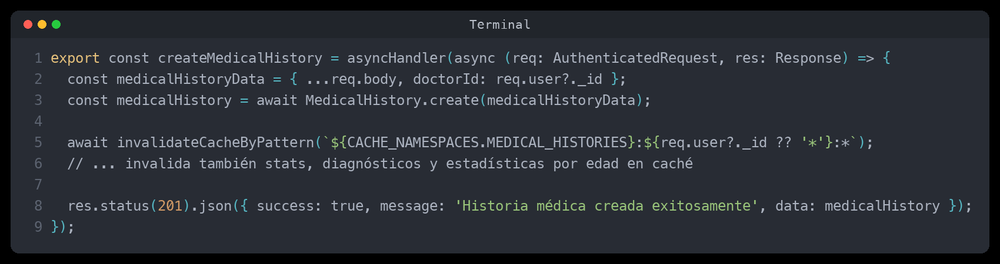 Terminal
1 export const createMedicalHistory = asyncHandler(async (req: AuthenticatedRequest, res: Response) => {
2   const medicalHistoryData = { ...req.body, doctorId: req.user?._id };
3   const medicalHistory = await MedicalHistory.create(medicalHistoryData);
4
5   await invalidateCacheByPattern(`${CACHE_NAMESPACES.MEDICAL_HISTORIES}:${req.user?._id ?? '*'}:*`);
6   // ... invalida también stats, diagnósticos y estadísticas por edad en caché
7
8   res.status(201).json({ success: true, message: 'Historia médica creada exitosamente', data: medicalHistory });
9 });